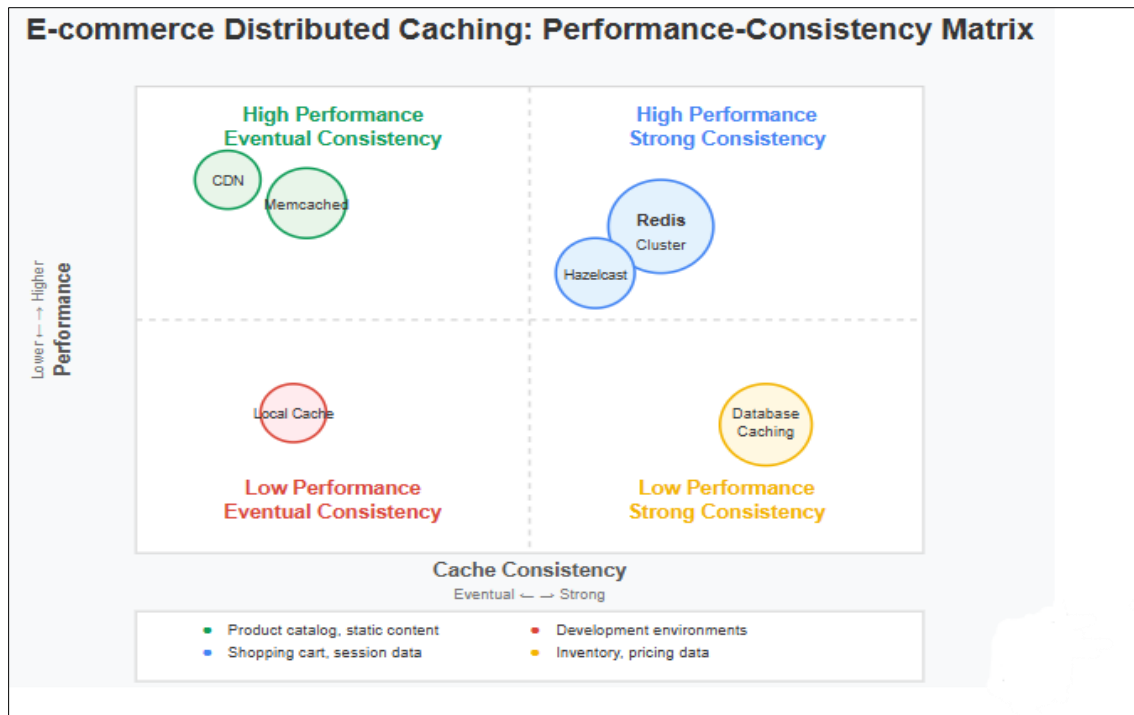 E-commerce Distributed Caching: Performance-Consistency Matrix
High Performance
Eventual Consistency
High Performance
Strong Consistency
CDN
Memcached
Redis
Cluster
Hazelcast
Lower ←→ Higher
Performance
Local Cache
Database
Caching
Low Performance
Eventual Consistency
Low Performance
Strong Consistency
Cache Consistency
Eventual ←→ Strong
Product catalog, static content
Development environments
Shopping cart, session data
Inventory, pricing data